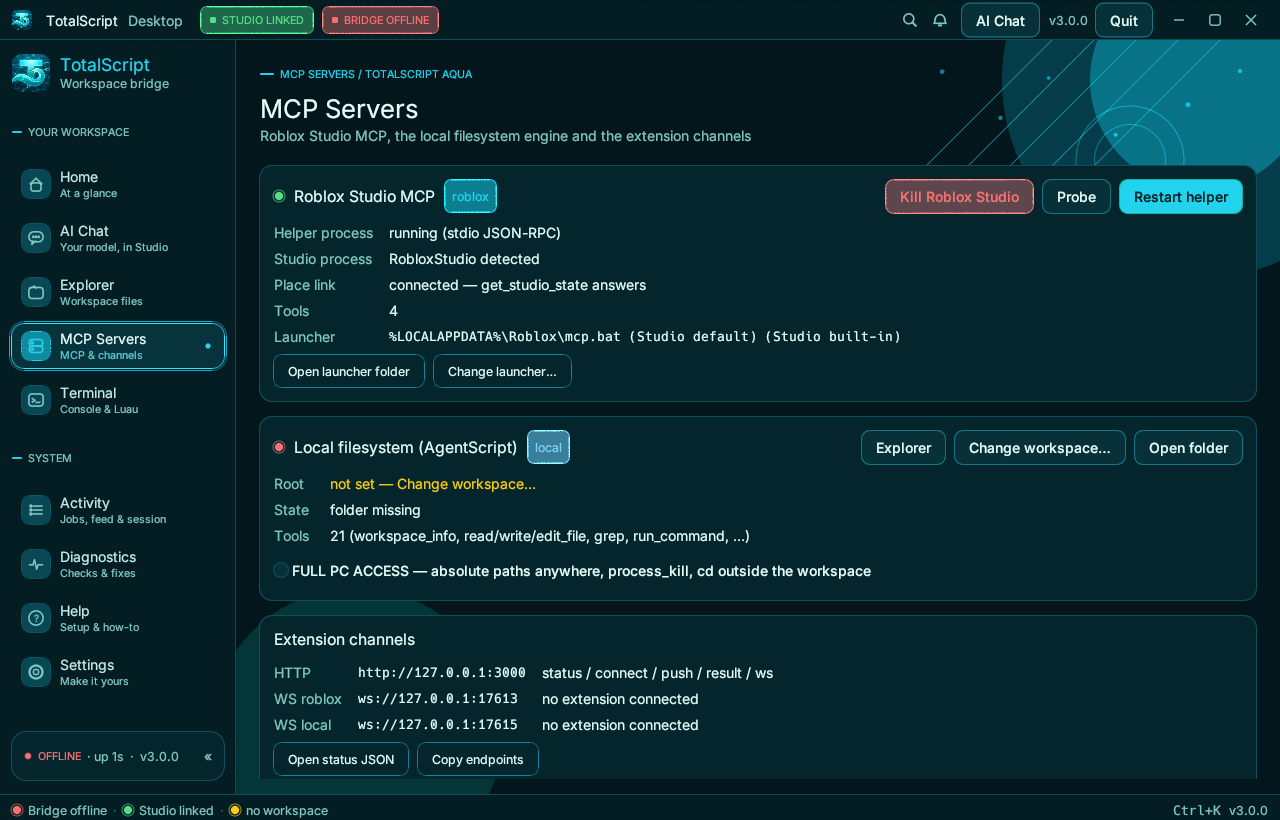 TotalScript Desktop STUDIO LINKED BRIDGE OFFLINE AI Chat v3.0.0 Quit
TotalScript
Workspace bridge
YOUR WORKSPACE
Home
At a glance
AI Chat
Your model, in Studio
Explorer
Workspace files
MCP Servers
MCP & channels
Terminal
Console & Luau
SYSTEM
Activity
Jobs, feed & session
Diagnostics
Checks & fixes
Help
Setup & how-to
Settings
Make it yours
OFFLINE · up 1s · v3.0.0 «
MCP SERVERS / TOTALSCRIPT AQUA
MCP Servers
Roblox Studio MCP, the local filesystem engine and the extension channels
Roblox Studio MCP roblox Kill Roblox Studio Probe Restart helper
Helper process running (stdio JSON-RPC)
Studio process RobloxStudio detected
Place link connected — get_studio_state answers
Tools 4
Launcher %LOCALAPPDATA%\Roblox\mcp.bat (Studio default) (Studio built-in)
Open launcher folder Change launcher...
Local filesystem (AgentScript) local Explorer Change workspace... Open folder
Root not set — Change workspace...
State folder missing
Tools 21 (workspace_info, read/write/edit_file, grep, run_command, ...)
FULL PC ACCESS — absolute paths anywhere, process_kill, cd outside the workspace
Extension channels
HTTP http://127.0.0.1:3000 status / connect / push / result / ws
WS roblox ws://127.0.0.1:17613 no extension connected
WS local ws://127.0.0.1:17615 no extension connected
Open status JSON Copy endpoints
Bridge offline · Studio linked · no workspace Ctrl+K v3.0.0